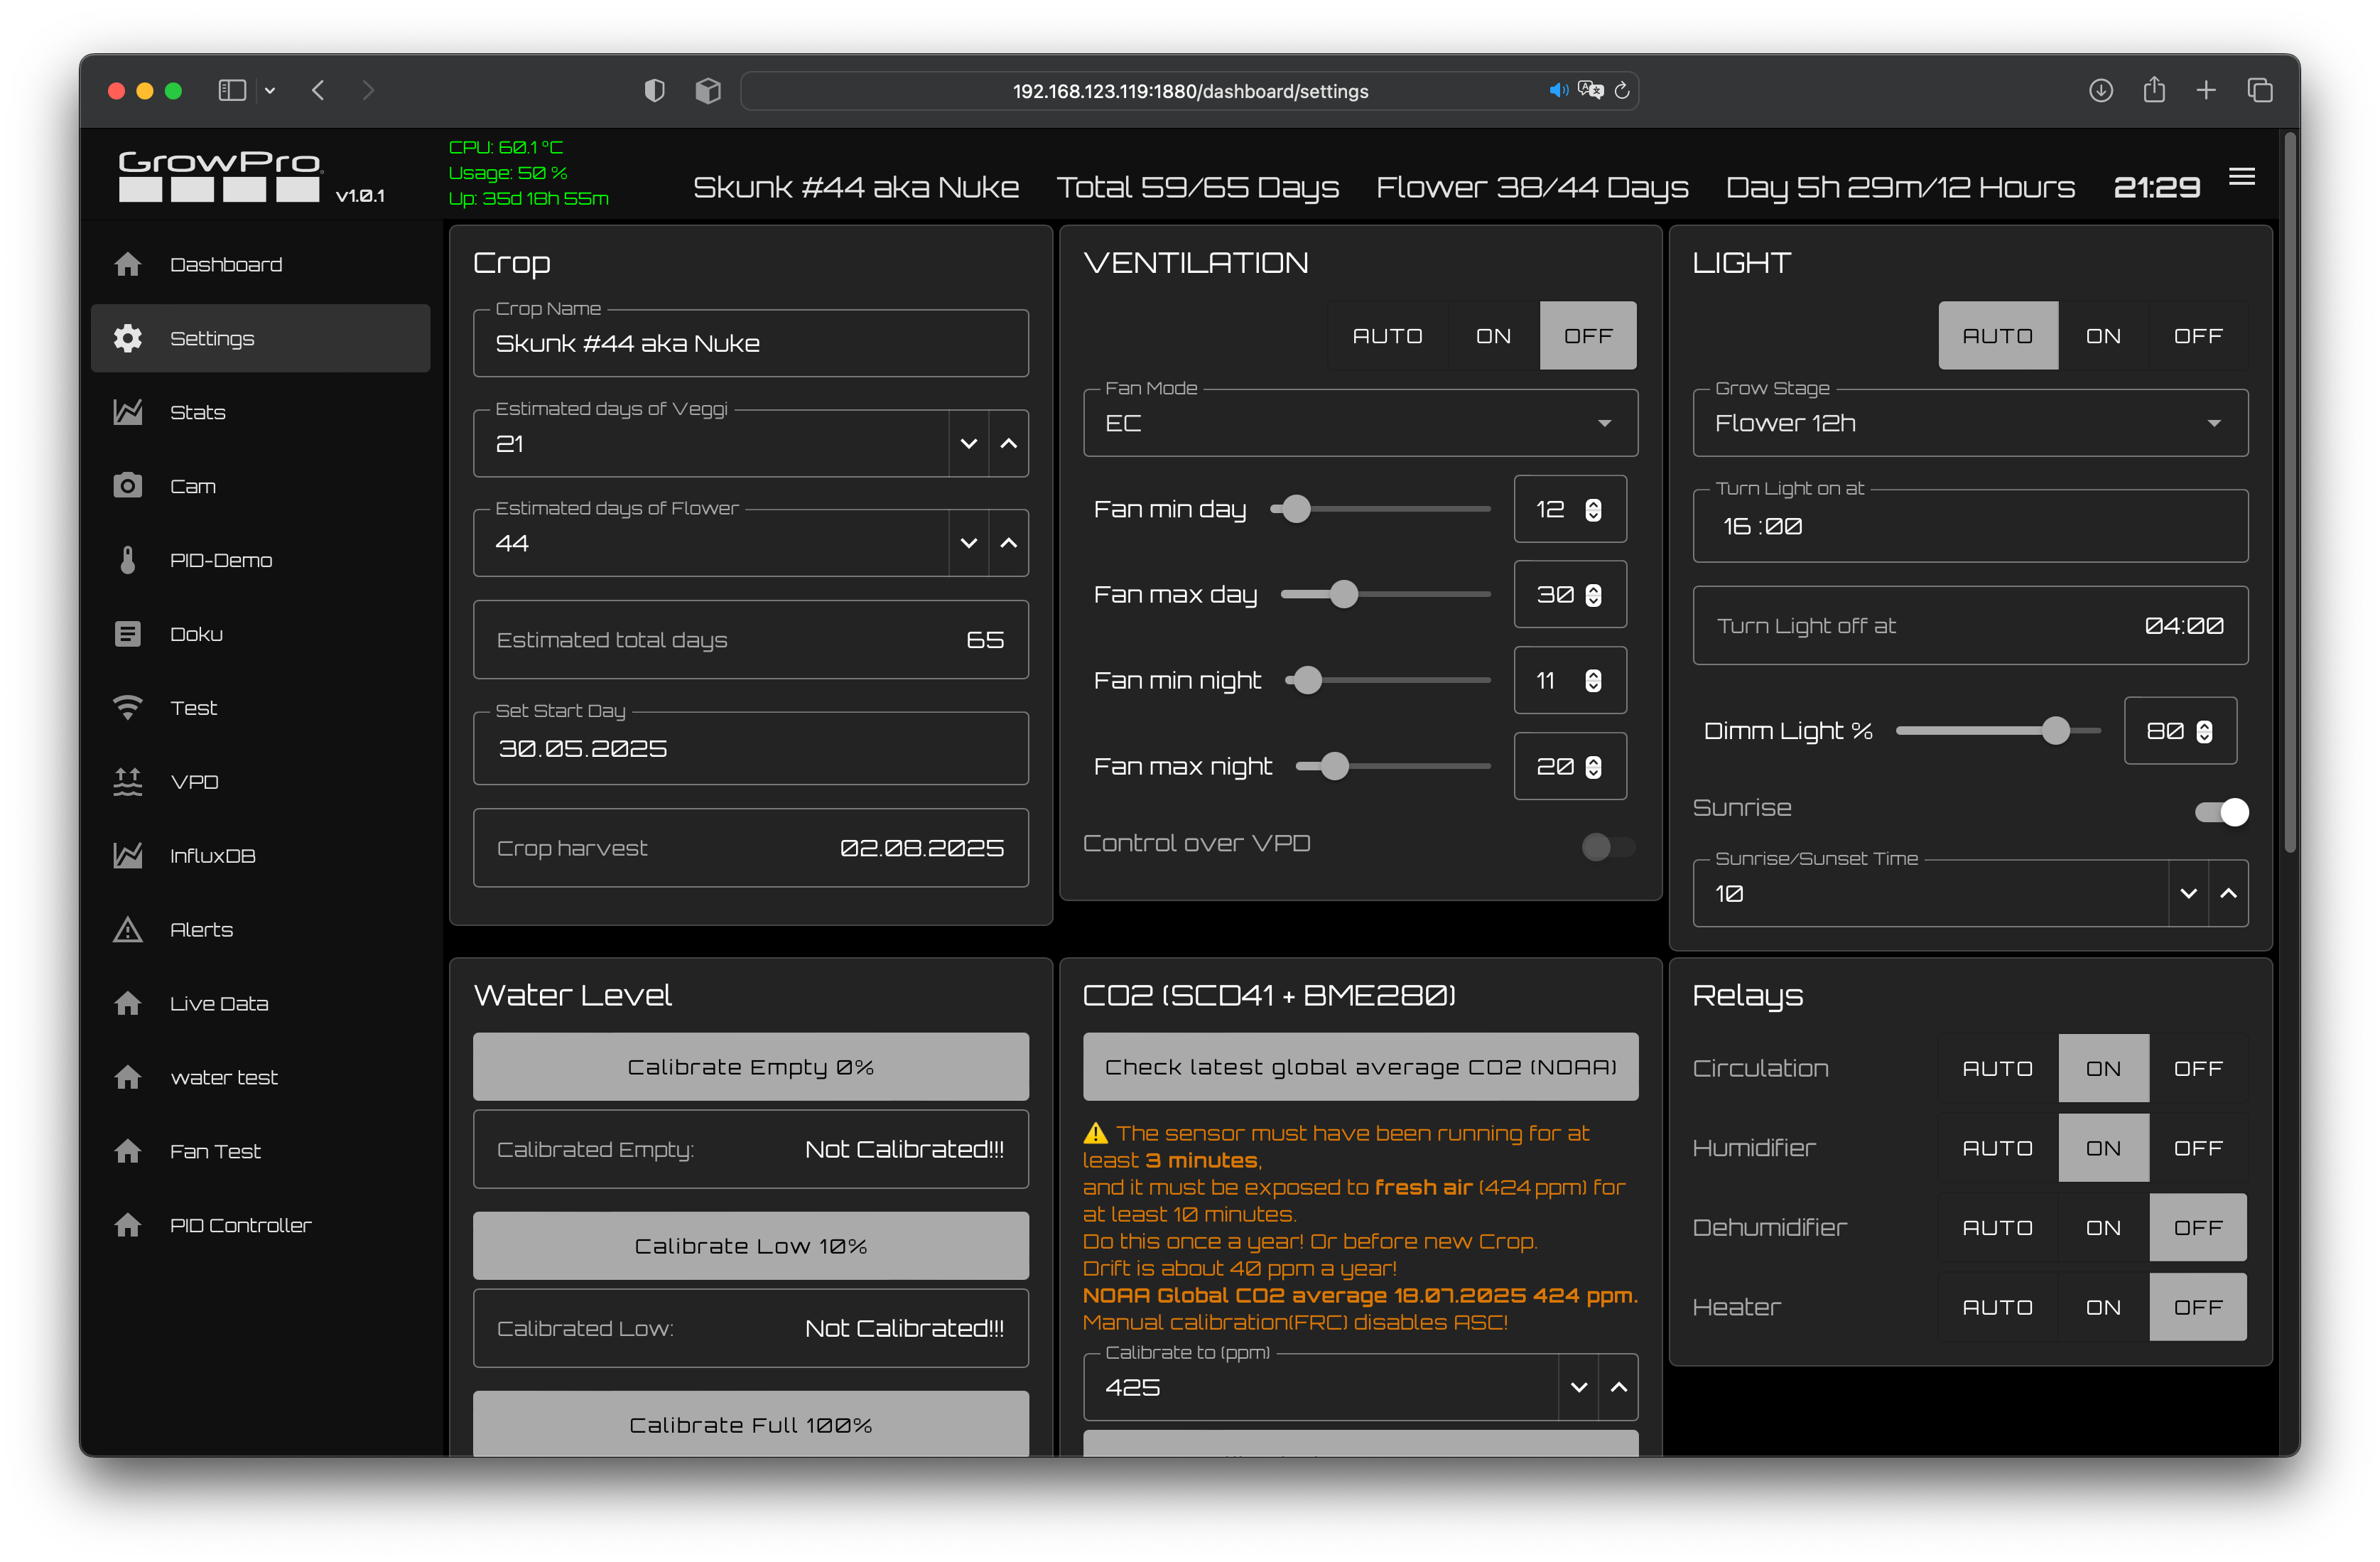 192.168.123.119:1880/dashboard/settings
GrowPro
v1.0.1
CPU: 60.1 °C
Usage: 50 %
Up: 35d 18h 55m
Skunk #44 aka Nuke
Total 59/65 Days
Flower 38/44 Days
Day 5h 29m/12 Hours
21:29
Dashboard
Settings
Stats
Cam
PID-Demo
Doku
Test
VPD
InfluxDB
Alerts
Live Data
water test
Fan Test
PID Controller
Crop
Crop Name
Skunk #44 aka Nuke
Estimated days of Veggi
21
Estimated days of Flower
44
Estimated total days 65
Set Start Day
30.05.2025
Crop harvest 02.08.2025
VENTILATION
AUTO ON OFF
Fan Mode
EC
Fan min day 12
Fan max day 30
Fan min night 11
Fan max night 20
Control over VPD
LIGHT
AUTO ON OFF
Grow Stage
Flower 12h
Turn Light on at
16 :00
Turn Light off at 04:00
Dimm Light % 80
Sunrise
Sunrise/Sunset Time
10
Water Level
Calibrate Empty 0%
Calibrated Empty: Not Calibrated!!!
Calibrate Low 10%
Calibrated Low: Not Calibrated!!!
Calibrate Full 100%
CO2 (SCD41 + BME280)
Check latest global average CO2 (NOAA)
⚠️ The sensor must have been running for at
least 3 minutes,
and it must be exposed to fresh air (424 ppm) for
at least 10 minutes.
Do this once a year! Or before new Crop.
Drift is about 40 ppm a year!
NOAA Global CO2 average 18.07.2025 424 ppm.
Manual calibration(FRC) disables ASC!
Calibrate to (ppm)
425
Relays
Circulation AUTO ON OFF
Humidifier AUTO ON OFF
Dehumidifier AUTO ON OFF
Heater AUTO ON OFF